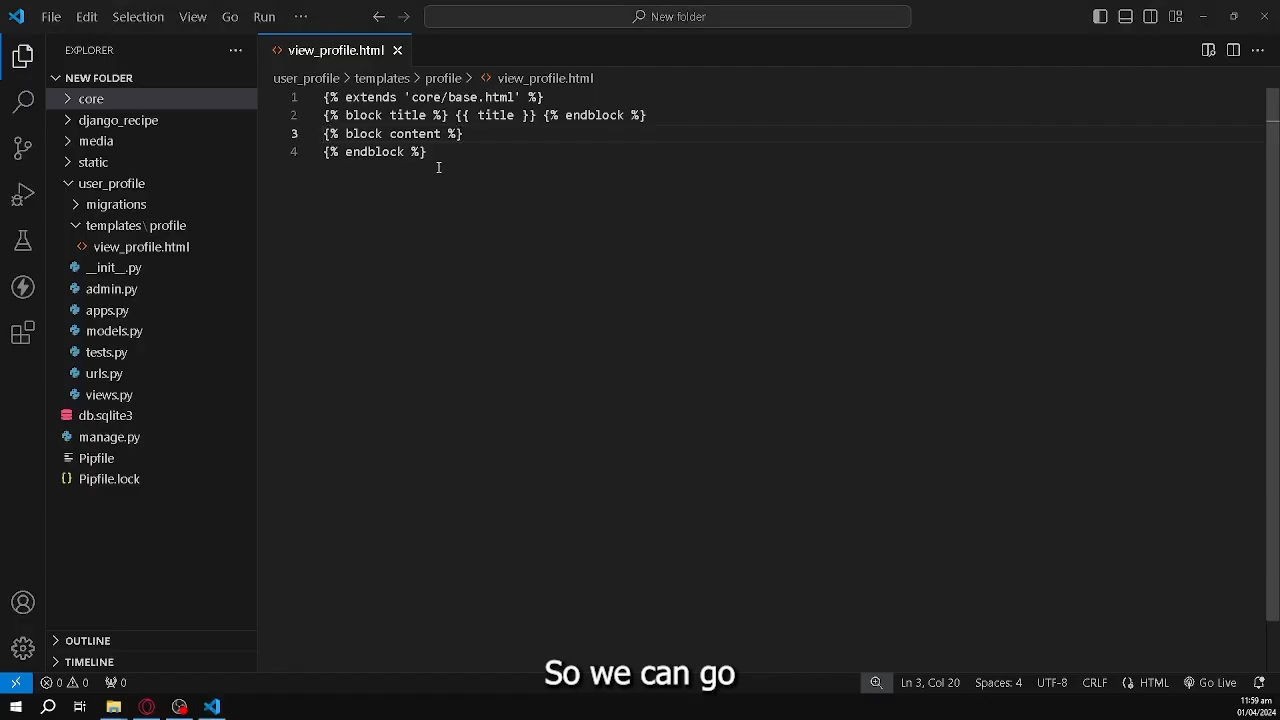 File Edit Selection View Go Run ··· New folder
EXPLORER ···
view_profile.html
NEW FOLDER
user_profile > templates > profile > view_profile.html
core
django_recipe
media
static
user_profile
migrations
templates\profile
view_profile.html
__init__.py
admin.py
apps.py
models.py
tests.py
urls.py
views.py
db.sqlite3
manage.py
Pipfile
Pipfile.lock
1 {% extends 'core/base.html' %}
2 {% block title %} {{ title }} {% endblock %}
3 {% block content %}
4 {% endblock %}
OUTLINE
TIMELINE
So we can go
0 0 0 Ln 3, Col 20 Spaces: 4 UTF-8 CRLF HTML Go Live
11:59 am
01/04/2024